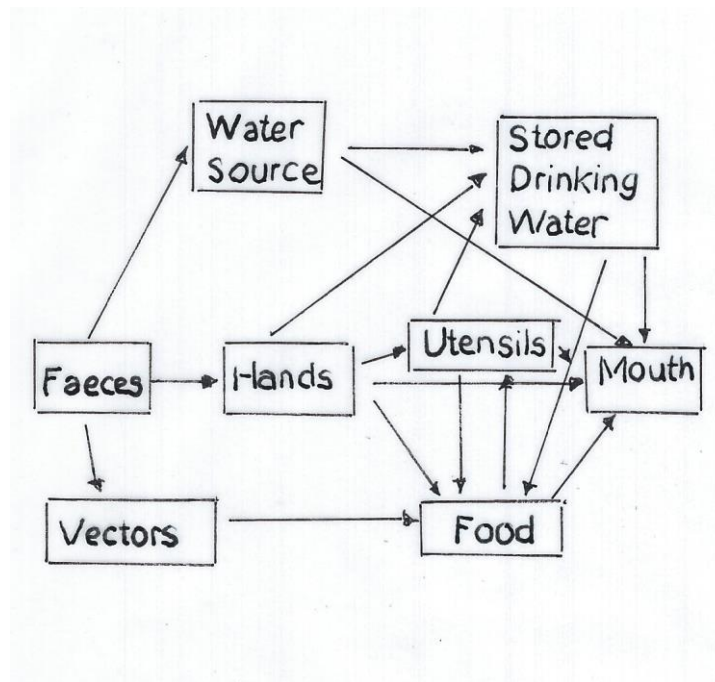 Water
Source
Stored
Drinking
Water
Faeces
Hands
Utensils
Mouth
Vectors
Food